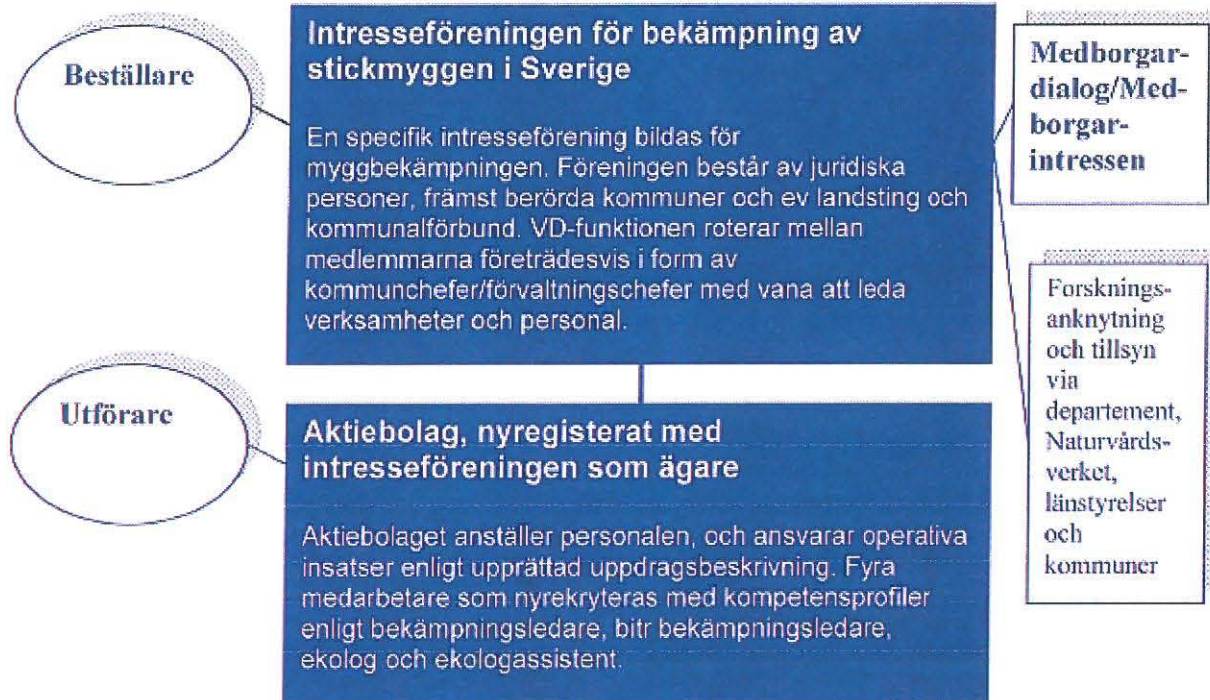 Beställare
Intresseföreningen för bekämpning av
stickmyggen i Sverige
En specifik intresseförening bildas för
myggbekämpningen. Föreningen består av juridiska
personer, främst berörda kommuner och ev landsting och
kommunalförbund. VD-funktionen roterar mellan
medlemmarna företrädesvis i form av
kommunchefer/förvaltningschefer med vana att leda
verksamheter och personal.
Medborgar-
dialog/Med-
borgar-
intressen
Forsknings-
anknytning
och tillsyn
via
departement,
Naturvårds-
verket,
länstyrelser
och
kommuner
Utförare
Aktiebolag, nyregisterat med
intresseföreningen som ägare
Aktiebolaget anställer personalen, och ansvarar operativa
insatser enligt upprättad uppdragsbeskrivning. Fyra
medarbetare som nyrekryteras med kompetensprofiler
enligt bekämpningsledare, bitr bekämpningsledare,
ekolog och ekologassistent.